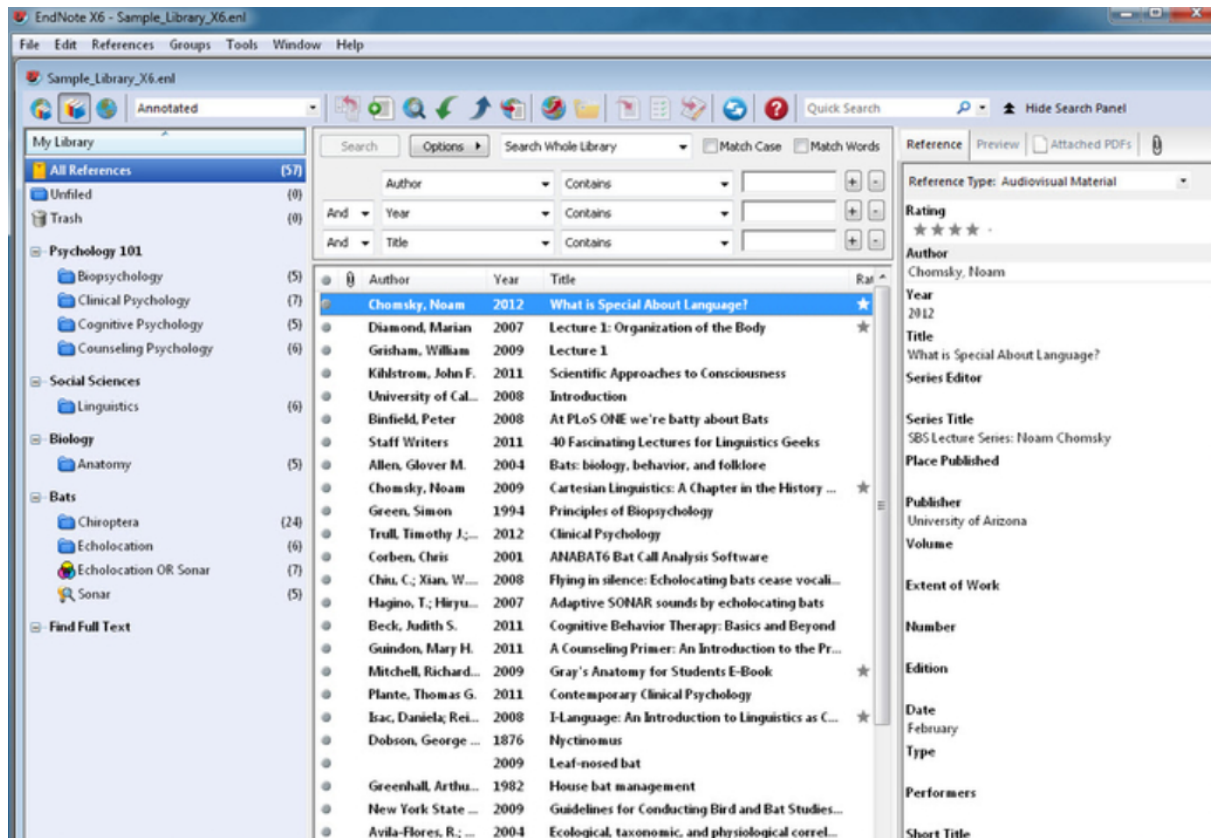 EndNote X6 - Sample_Library_X6.enl
File Edit References Groups Tools Window Help
Sample_Library_X6.enl
Annotated
Quick Search
Hide Search Panel
My Library
All References (57)
Unfiled (0)
Trash (0)
Psychology 101
Biopsychology (5)
Clinical Psychology (7)
Cognitive Psychology (5)
Counseling Psychology (6)
Social Sciences
Linguistics (6)
Biology
Anatomy (5)
Bats
Chiroptera (24)
Echolocation (6)
Echolocation OR Sonar (7)
Sonar (5)
Find Full Text
Search Options Search Whole Library Match Case Match Words
Author Contains + -
And Year Contains + -
And Title Contains + -
Author Year Title Rat
Chomsky, Noam 2012 What is Special About Language?
Diamond, Marian 2007 Lecture 1: Organization of the Body
Grisham, William 2009 Lecture 1
Kihlstrom, John F. 2011 Scientific Approaches to Consciousness
University of Cal... 2008 Introduction
Binfield, Peter 2008 At PLoS ONE we're batty about Bats
Staff Writers 2011 40 Fascinating Lectures for Linguistics Geeks
Allen, Glover M. 2004 Bats: biology, behavior, and folklore
Chomsky, Noam 2009 Cartesian Linguistics: A Chapter in the History ...
Green, Simon 1994 Principles of Biopsychology
Trull, Timothy J.;... 2012 Clinical Psychology
Corben, Chris 2001 ANABAT6 Bat Call Analysis Software
Chiu, C.; Xian, W.... 2008 Flying in silence: Echolocating bats cease vocali...
Hagino, T.; Hiryu... 2007 Adaptive SONAR sounds by echolocating bats
Beck, Judith S. 2011 Cognitive Behavior Therapy: Basics and Beyond
Guindon, Mary H. 2011 A Counseling Primer: An Introduction to the Pr...
Mitchell, Richard... 2009 Gray's Anatomy for Students E-Book
Plante, Thomas G. 2011 Contemporary Clinical Psychology
Isac, Daniela; Rei... 2008 I-Language: An Introduction to Linguistics as C...
Dobson, George ... 1876 Nyctinomus
2009 Leaf-nosed bat
Greenhall, Arthu... 1982 House bat management
New York State ... 2009 Guidelines for Conducting Bird and Bat Studies...
Avila-Flores, R.; ... 2004 Ecological, taxonomic, and physiological correl...
Reference Preview Attached PDFs
Reference Type: Audiovisual Material
Rating
Author
Chomsky, Noam
Year
2012
Title
What is Special About Language?
Series Editor
Series Title
SBS Lecture Series: Noam Chomsky
Place Published
Publisher
University of Arizona
Volume
Extent of Work
Number
Edition
Date
February
Type
Performers
Short Title